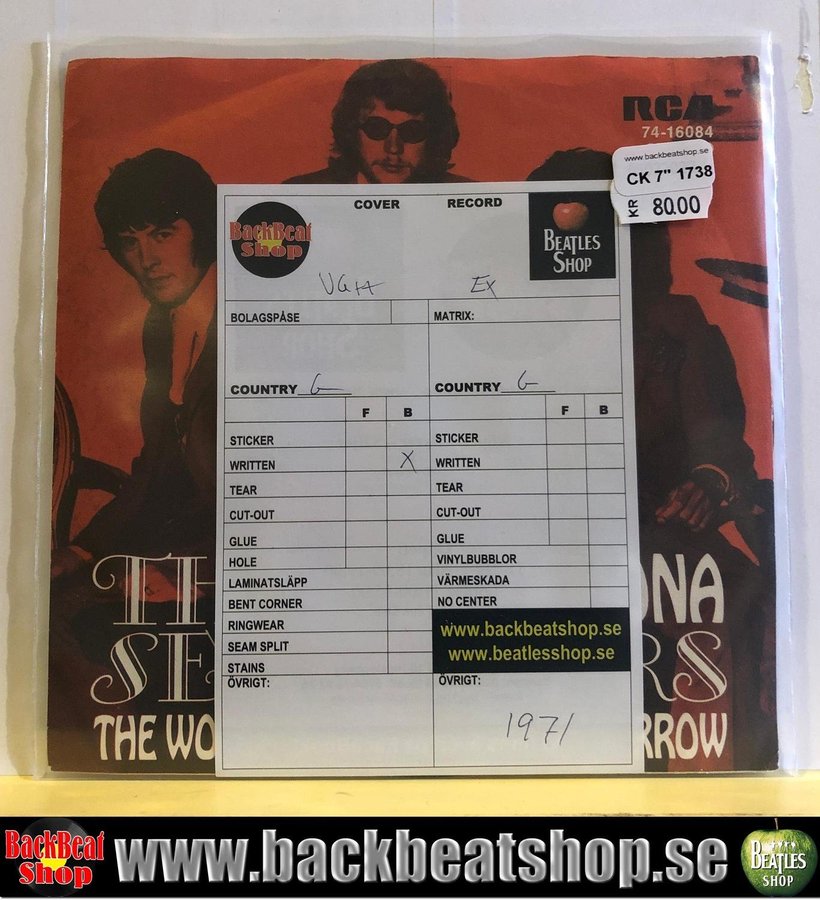 RCA
74-16084
www.backbeatshop.se
CK 7" 1738
KR 80.00
COVER RECORD
BackBeat
Shop
BEATLES
SHOP
VG++ EX
BOLAGSPÅSE MATRIX:
COUNTRY G COUNTRY G
F B F B
STICKER STICKER
WRITTEN X WRITTEN
TEAR TEAR
CUT-OUT CUT-OUT
GLUE GLUE
HOLE VINYLBUBBLOR
LAMINATSLÄPP VÄRMESKADA
BENT CORNER NO CENTER
RINGWEAR
SEAM SPLIT
STAINS
www.backbeatshop.se
www.beatlesshop.se
ÖVRIGT: ÖVRIGT:
1971
TH ONA
SE RS
THE WO RROW
BackBeat
Shop
www.backbeatshop.se
BEATLES
SHOP